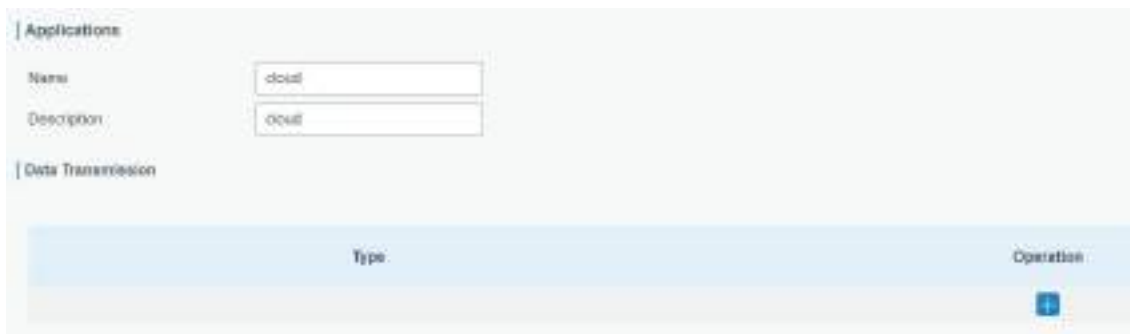 Applications
Name cloud
Description cloud
Data Transmission
Type Operation